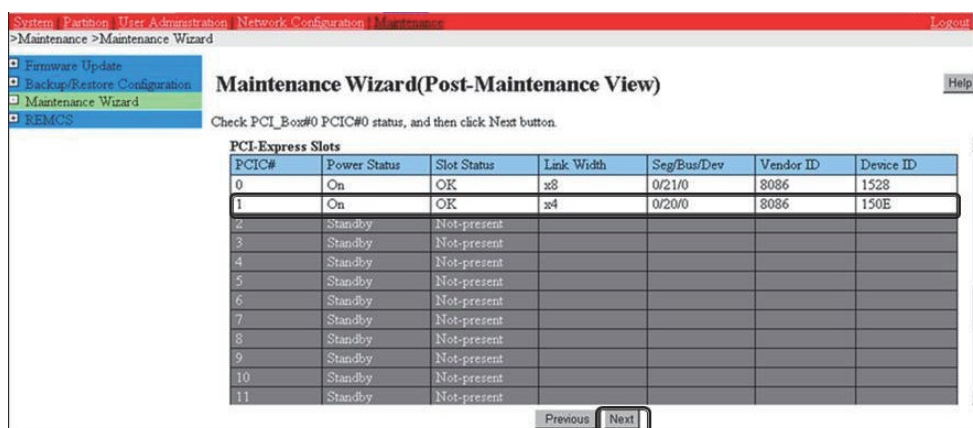 System | Partition | User Administration | Network Configuration | Maintenance Logout
>Maintenance >Maintenance Wizard
Firmware Update
Backup/Restore Configuration
Maintenance Wizard
REMCS
Maintenance Wizard(Post-Maintenance View)
Help
Check PCI_Box#0 PCIC#0 status, and then click Next button.
PCI-Express Slots
PCIC# Power Status Slot Status Link Width Seg/Bus/Dev Vendor ID Device ID
0 On OK x8 0/21/0 8086 1528
1 On OK x4 0/20/0 8086 150E
2 Standby Not-present
3 Standby Not-present
4 Standby Not-present
5 Standby Not-present
6 Standby Not-present
7 Standby Not-present
8 Standby Not-present
9 Standby Not-present
10 Standby Not-present
11 Standby Not-present
Previous Next